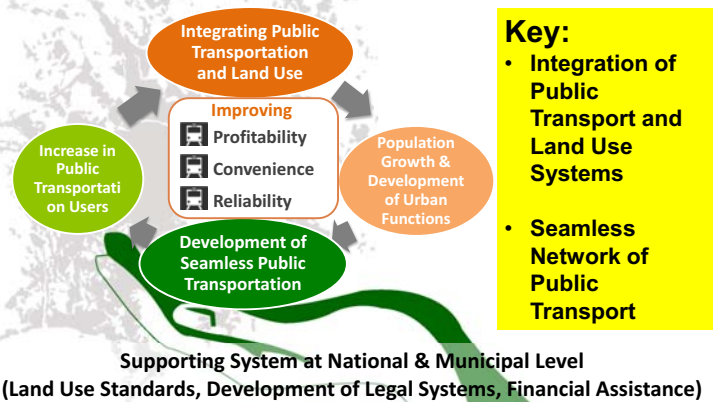 Integrating Public
Transportation
and Land Use
Improving
Profitability
Convenience
Reliability
Increase in
Public
Transportati
on Users
Population
Growth &
Development
of Urban
Functions
Development of
Seamless Public
Transportation
Key:
• Integration of
Public
Transport and
Land Use
Systems
• Seamless
Network of
Public
Transport
Supporting System at National & Municipal Level
(Land Use Standards, Development of Legal Systems, Financial Assistance)